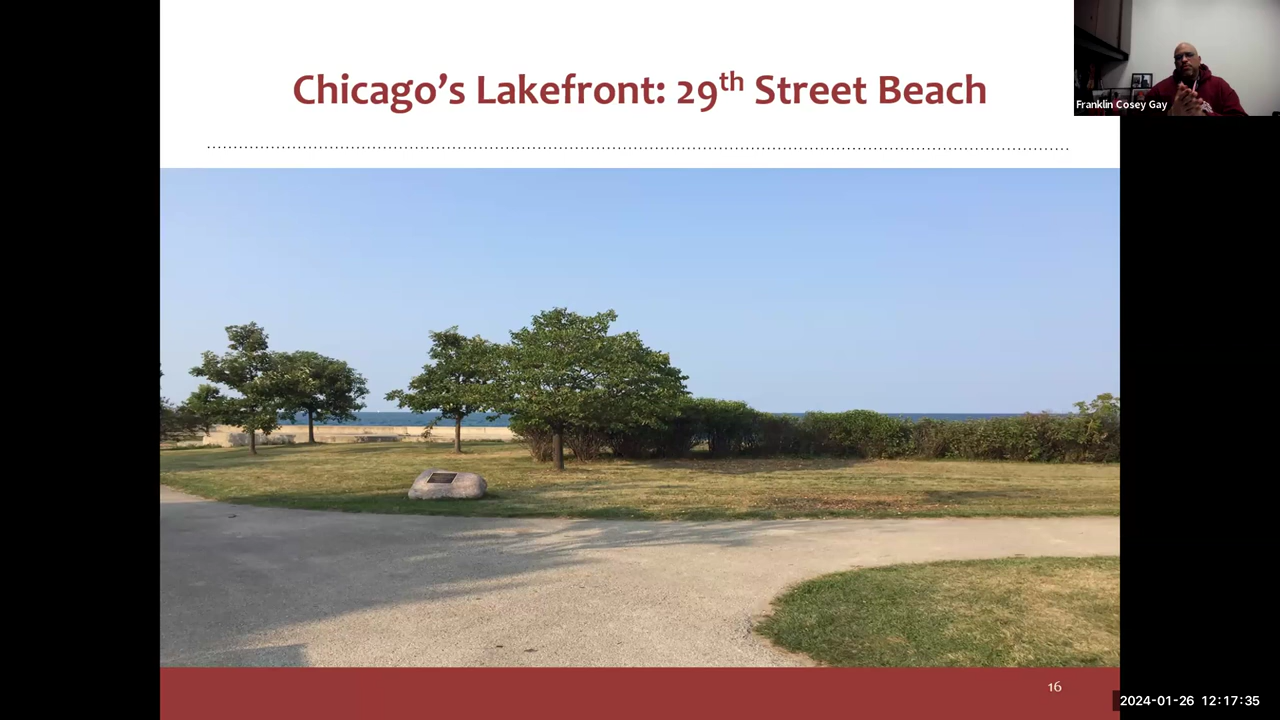 Chicago’s Lakefront: 29th Street Beach
Franklin Cosey Gay
16
2024-01-26 12:17:35